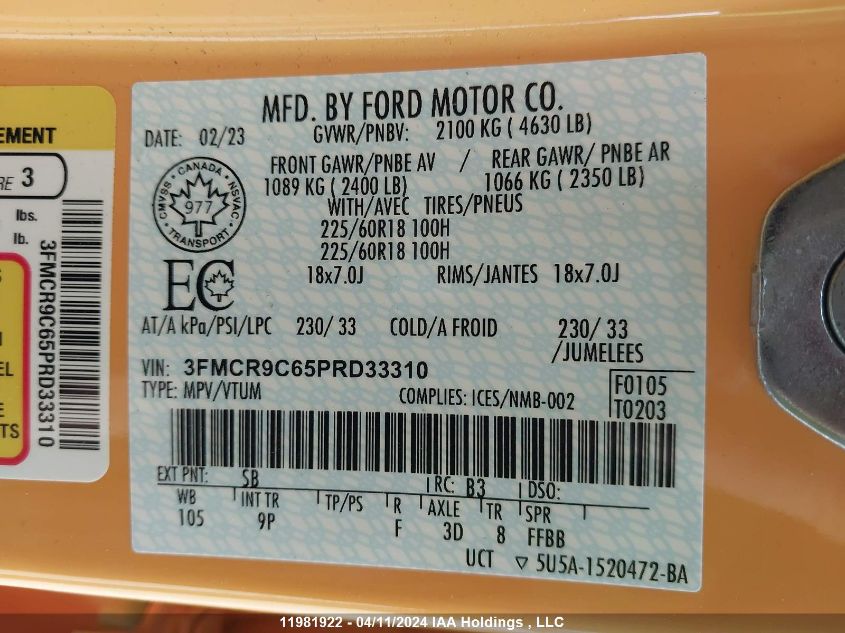 EMENT
RE 3
lbs.
lb.
3FMCR9C65PRD33310
EL
E
TS
MFD. BY FORD MOTOR CO.
DATE: 02/23 GVWR/PNBV: 2100 KG ( 4630 LB)
FRONT GAWR/PNBE AV / REAR GAWR/ PNBE AR
1089 KG ( 2400 LB) 1066 KG ( 2350 LB)
WITH/AVEC TIRES/PNEUS
225/60R18 100H
225/60R18 100H
18x7.0J RIMS/JANTES 18x7.0J
CANADA
CMVSS NSVAC
977
TRANSPORT
EC
AT/A kPa/PSI/LPC 230/ 33 COLD/A FROID 230/ 33
/JUMELEES
VIN: 3FMCR9C65PRD33310
TYPE: MPV/VTUM COMPLIES: ICES/NMB-002
F0105
T0203
EXT PNT: SB RC: B3 DSO:
WB INT TR TP/PS R AXLE TR SPR
105 9P F 3D 8 FFBB
UCT ▽ 5U5A-1520472-BA
11981922 - 04/11/2024 IAA Holdings , LLC